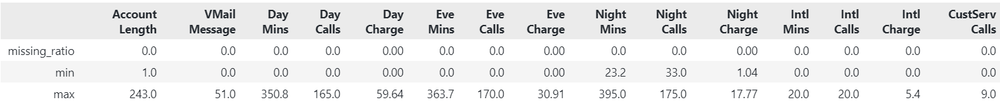 Account VMail Day Day Day Eve Eve Eve Night Night Night Intl Intl Intl CustServ
Length Message Mins Calls Charge Mins Calls Charge Mins Calls Charge Mins Calls Charge Calls
missing_ratio 0.0 0.0 0.0 0.0 0.00 0.0 0.0 0.00 0.0 0.0 0.00 0.0 0.0 0.0 0.0
min 1.0 0.0 0.0 0.0 0.00 0.0 0.0 0.00 23.2 33.0 1.04 0.0 0.0 0.0 0.0
max 243.0 51.0 350.8 165.0 59.64 363.7 170.0 30.91 395.0 175.0 17.77 20.0 20.0 5.4 9.0